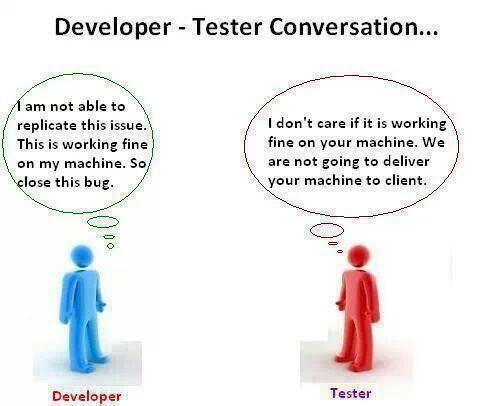 Developer - Tester Conversation...
I am not able to
replicate this issue.
This is working fine
on my machine. So
close this bug.
I don't care if it is working
fine on your machine. We
are not going to deliver
your machine to client.
Developer
Tester